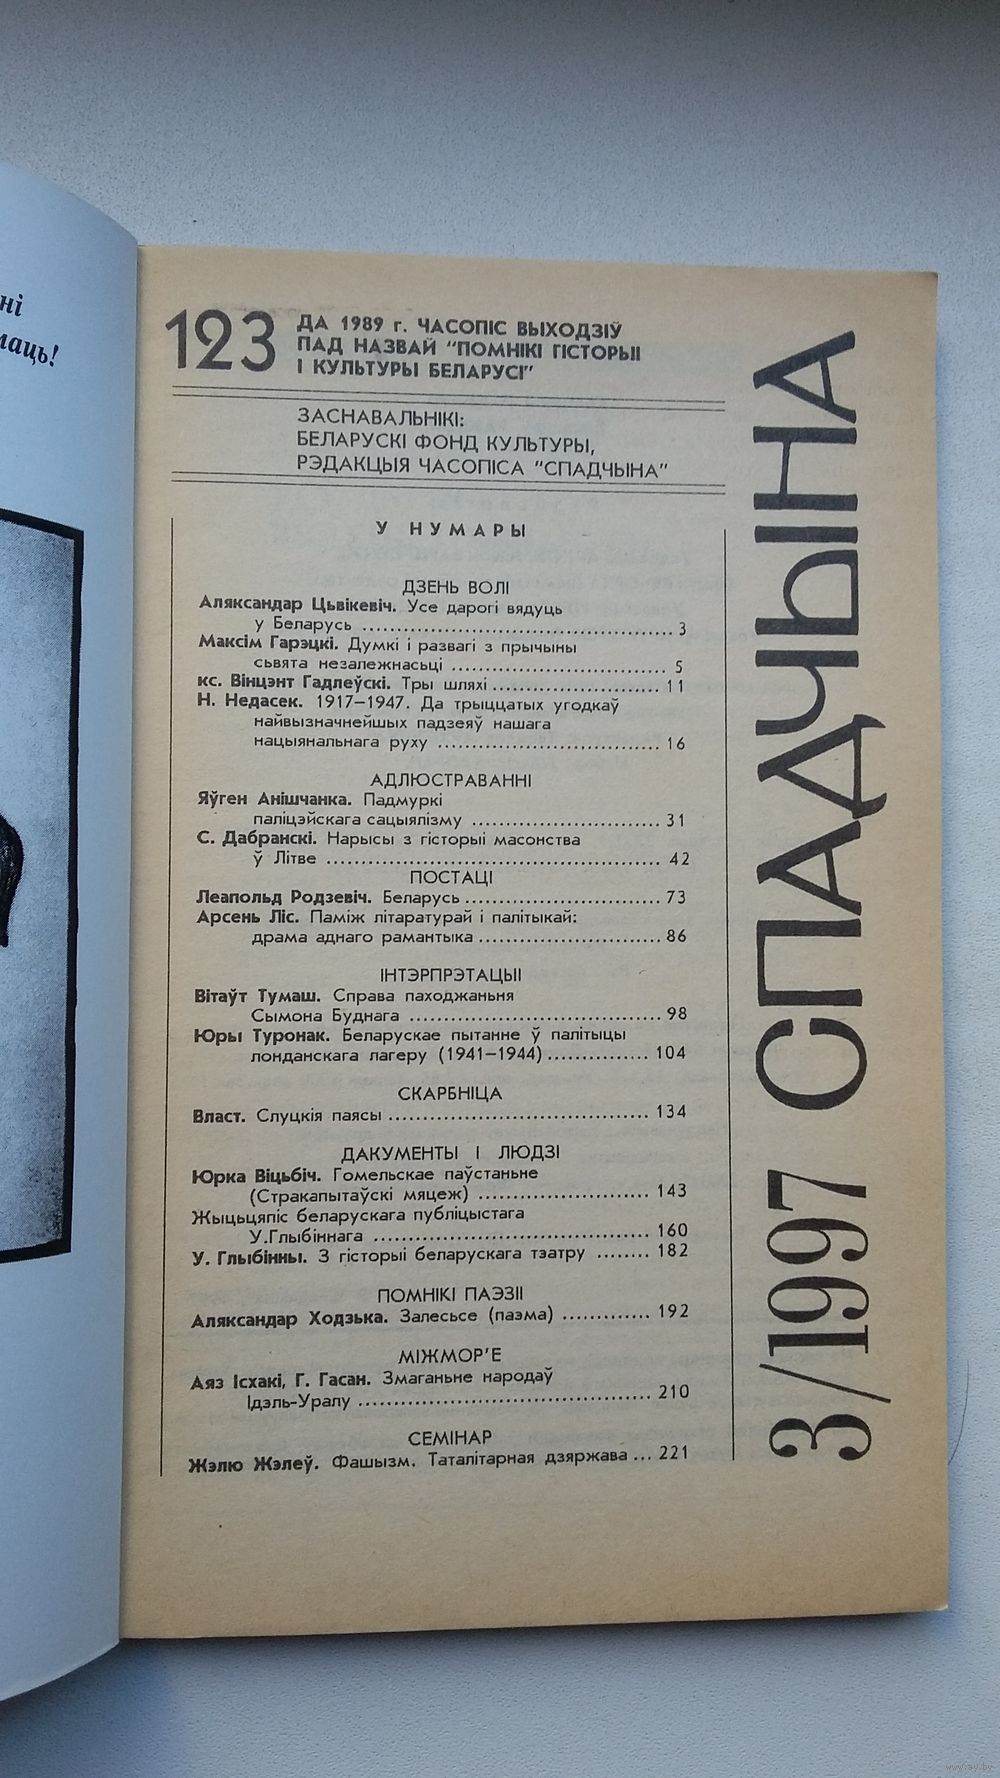 ні
маць!
123
ДА 1989 г. ЧАСОПІС ВЫХОДЗІЎ
ПАД НАЗВАЙ "ПОМНІКІ ГІСТОРЫІ
І КУЛЬТУРЫ БЕЛАРУСІ"
ЗАСНАВАЛЬНІКІ:
БЕЛАРУСКІ ФОНД КУЛЬТУРЫ,
РЭДАКЦЫЯ ЧАСОПІСА "СПАДЧЫНА"
У НУМАРЫ
ДЗЕНЬ ВОЛІ
Аляксандар Цьвікевіч. Усе дарогі вядуць
у Беларусь ........................................ 3
Максім Гарэцкі. Думкі і развагі з прычыны
сьвята незалежнасьці ............................ 5
кс. Вінцэнт Гадлеўскі. Тры шляхі ...................... 11
Н. Недасек. 1917—1947. Да трыццатых угодкаў
найвызначнейшых падзеяў нашага
нацыянальнага руху ............................ 16
АДЛЮСТРАВАННІ
Яўген Анішчанка. Падмуркі
паліцэйскага сацыялізму ........................ 31
С. Дабранскі. Нарысы з гісторыі масонства
ў Літве .......................................... 42
ПОСТАЦІ
Леапольд Родзевіч. Беларусь ......................... 73
Арсень Ліс. Паміж літаратурай і палітыкай:
драма аднаго рамантыка ....................... 86
ІНТЭРПРЭТАЦЫІ
Вітаўт Тумаш. Справа паходжаньня
Сымона Буднага ................................ 98
Юры Туронак. Беларускае пытанне ў палітыцы
лонданскага лагеру (1941—1944) ............... 104
СКАРБНІЦА
Власт. Слуцкія паясы .................................. 134
ДАКУМЕНТЫ І ЛЮДЗІ
Юрка Віцьбіч. Гомельскае паўстаньне
(Стракапытаўскі мяцеж) ....................... 143
Жыцьцяпіс беларускага публіцыстага
У.Глыбіннага .................................... 160
У. Глыбінны. З гісторыі беларускага тэатру ........ 182
ПОМНІКІ ПАЭЗІІ
Аляксандар Ходзька. Залесьсе (паэма) ............. 192
МІЖМОР'Е
Аяз Ісхакі, Г. Гасан. Змаганьне народаў
Ідэль-Уралу ...................................... 210
СЕМІНАР
Жэлю Жэлеў. Фашызм. Таталітарная дзяржава ... 221
3/1997 СПАДЧЫНА
www.ay.by